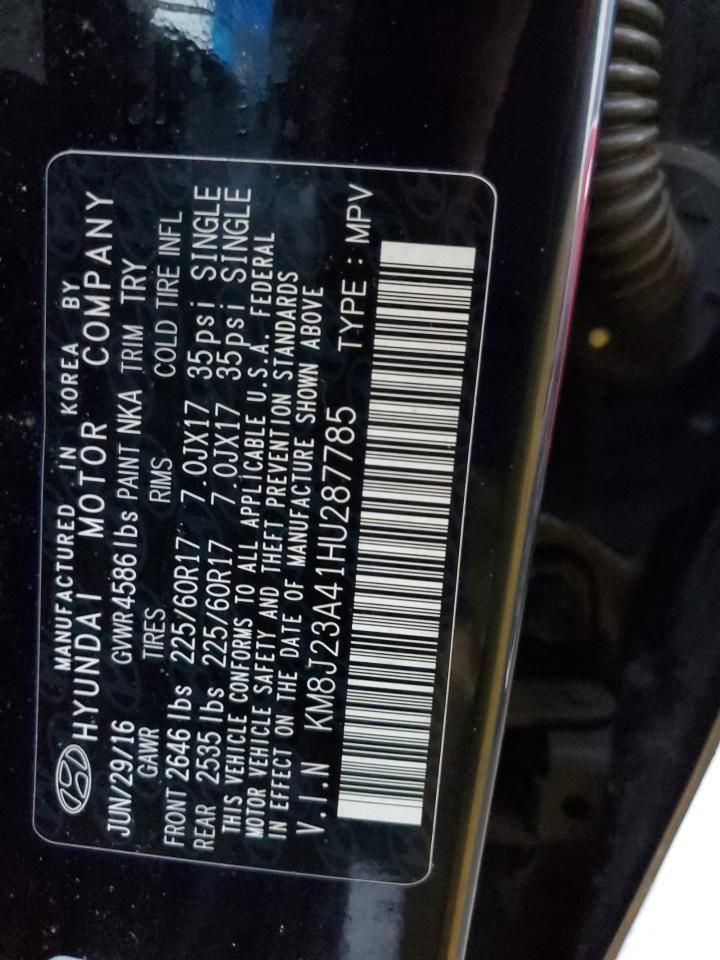 MANUFACTURED IN KOREA BY
HYUNDAI MOTOR COMPANY
JUN/29/16 GVWR4586lbs PAINT NKA TRIM TRY
GAWR TIRES RIMS COLD TIRE INFL
FRONT 2646 lbs 225/60R17 7.0JX17 35psi SINGLE
REAR 2535 lbs 225/60R17 7.0JX17 35psi SINGLE
THIS VEHICLE CONFORMS TO ALL APPLICABLE U.S.A. FEDERAL
MOTOR VEHICLE SAFETY AND THEFT PREVENTION STANDARDS
IN EFFECT ON THE DATE OF MANUFACTURE SHOWN ABOVE
V.I.N KM8J23A41HU287785 TYPE : MPV